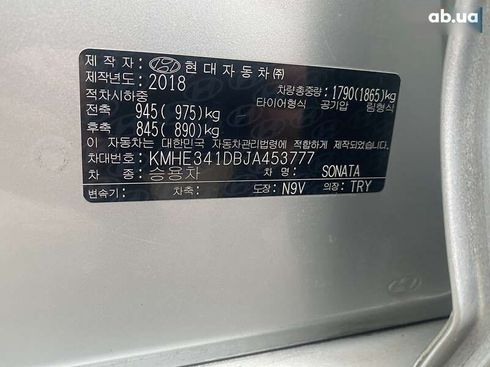 ab.ua
제 작 자: 현대자동차㈜
제작년도: 2018 차량총중량: 1790(1865)kg
적차시하중 타이어형식 공기압 림형식
전축 945( 975)kg
후축 845( 890)kg
이 자동차는 대한민국 자동차관리법령에 적합하게 제작되었음.
차대번호: KMHE341DBJA453777
차 종: 승용차 차 명: SONATA
변속기: 차축: 도장: N9V 의장: TRY